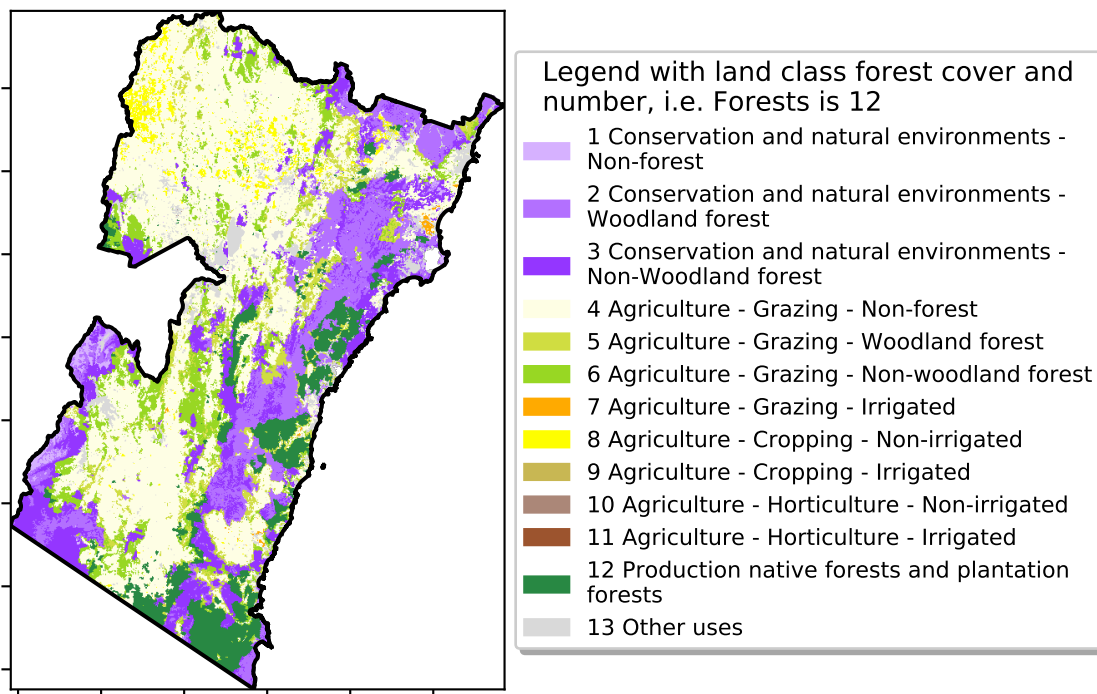 Legend with land class forest cover and
number, i.e. Forests is 12
1 Conservation and natural environments -
Non-forest
2 Conservation and natural environments -
Woodland forest
3 Conservation and natural environments -
Non-Woodland forest
4 Agriculture - Grazing - Non-forest
5 Agriculture - Grazing - Woodland forest
6 Agriculture - Grazing - Non-woodland forest
7 Agriculture - Grazing - Irrigated
8 Agriculture - Cropping - Non-irrigated
9 Agriculture - Cropping - Irrigated
10 Agriculture - Horticulture - Non-irrigated
11 Agriculture - Horticulture - Irrigated
12 Production native forests and plantation
forests
13 Other uses